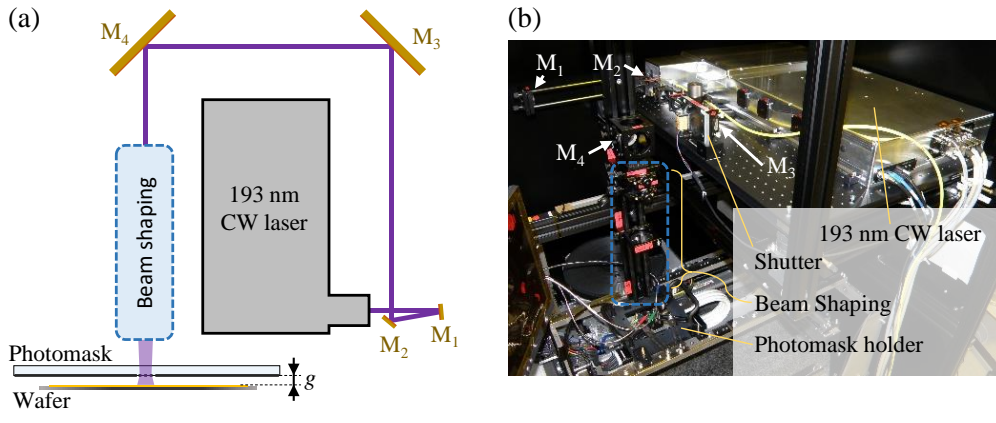 (a)
M4
M3
193 nm
CW laser
Beam shaping
M1
M2
Photomask
g
Wafer
(b)
M1
M2
M4
M3
193 nm CW laser
Shutter
Beam Shaping
Photomask holder